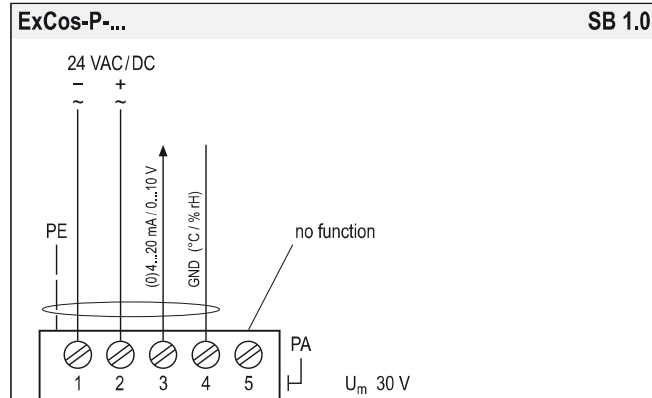 ExCos-P-... SB 1.0
24 VAC/DC
– +
~ ~
(0)4...20 mA / 0...10 V
GND (°C / % rH)
PE
no function
PA
1 2 3 4 5
Um 30 V